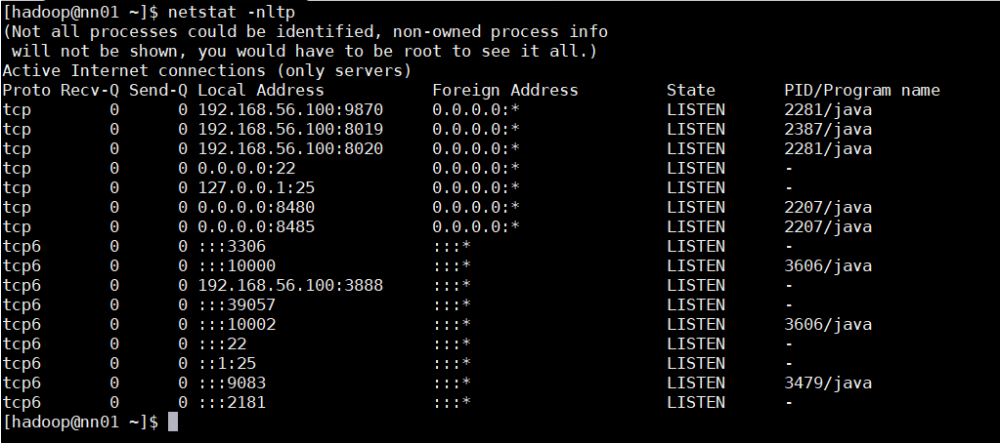 [hadoop@nn01 ~]$ netstat -nltp
(Not all processes could be identified, non-owned process info
 will not be shown, you would have to be root to see it all.)
Active Internet connections (only servers)
Proto Recv-Q Send-Q Local Address           Foreign Address         State       PID/Program name
tcp        0      0 192.168.56.100:9870     0.0.0.0:*               LISTEN      2281/java
tcp        0      0 192.168.56.100:8019     0.0.0.0:*               LISTEN      2387/java
tcp        0      0 192.168.56.100:8020     0.0.0.0:*               LISTEN      2281/java
tcp        0      0 0.0.0.0:22              0.0.0.0:*               LISTEN      -
tcp        0      0 127.0.0.1:25            0.0.0.0:*               LISTEN      -
tcp        0      0 0.0.0.0:8480            0.0.0.0:*               LISTEN      2207/java
tcp        0      0 0.0.0.0:8485            0.0.0.0:*               LISTEN      2207/java
tcp6       0      0 :::3306                 :::*                    LISTEN      -
tcp6       0      0 :::10000                :::*                    LISTEN      3606/java
tcp6       0      0 192.168.56.100:3888     :::*                    LISTEN      -
tcp6       0      0 :::39057                :::*                    LISTEN      -
tcp6       0      0 :::10002                :::*                    LISTEN      3606/java
tcp6       0      0 :::22                   :::*                    LISTEN      -
tcp6       0      0 ::1:25                  :::*                    LISTEN      -
tcp6       0      0 :::9083                 :::*                    LISTEN      3479/java
tcp6       0      0 :::2181                 :::*                    LISTEN      -
[hadoop@nn01 ~]$